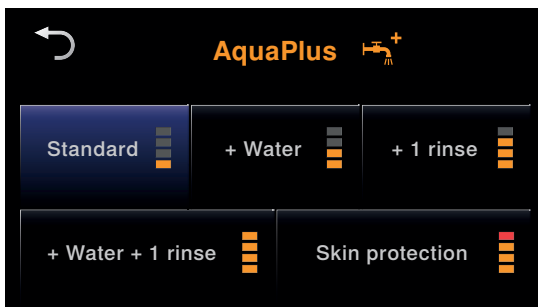 AquaPlus
Standard
+ Water
+ 1 rinse
+ Water + 1 rinse
Skin protection